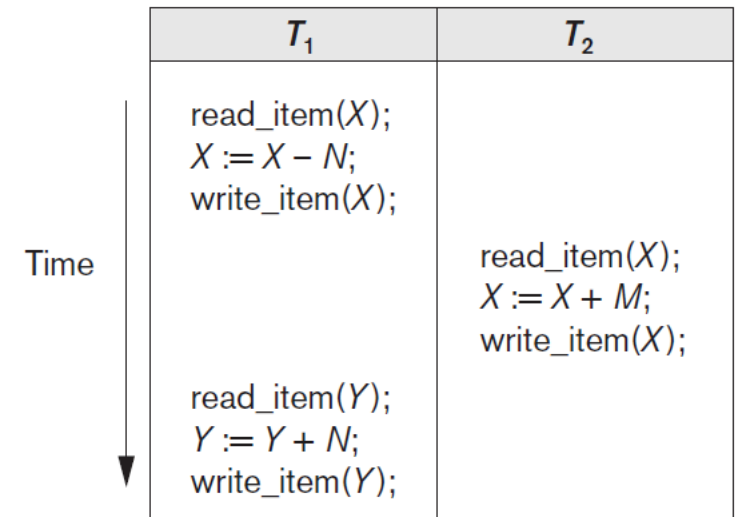 T₁ T₂
read_item(X);
X := X – N;
write_item(X);
Time
read_item(X);
X := X + M;
write_item(X);
read_item(Y);
Y := Y + N;
write_item(Y);